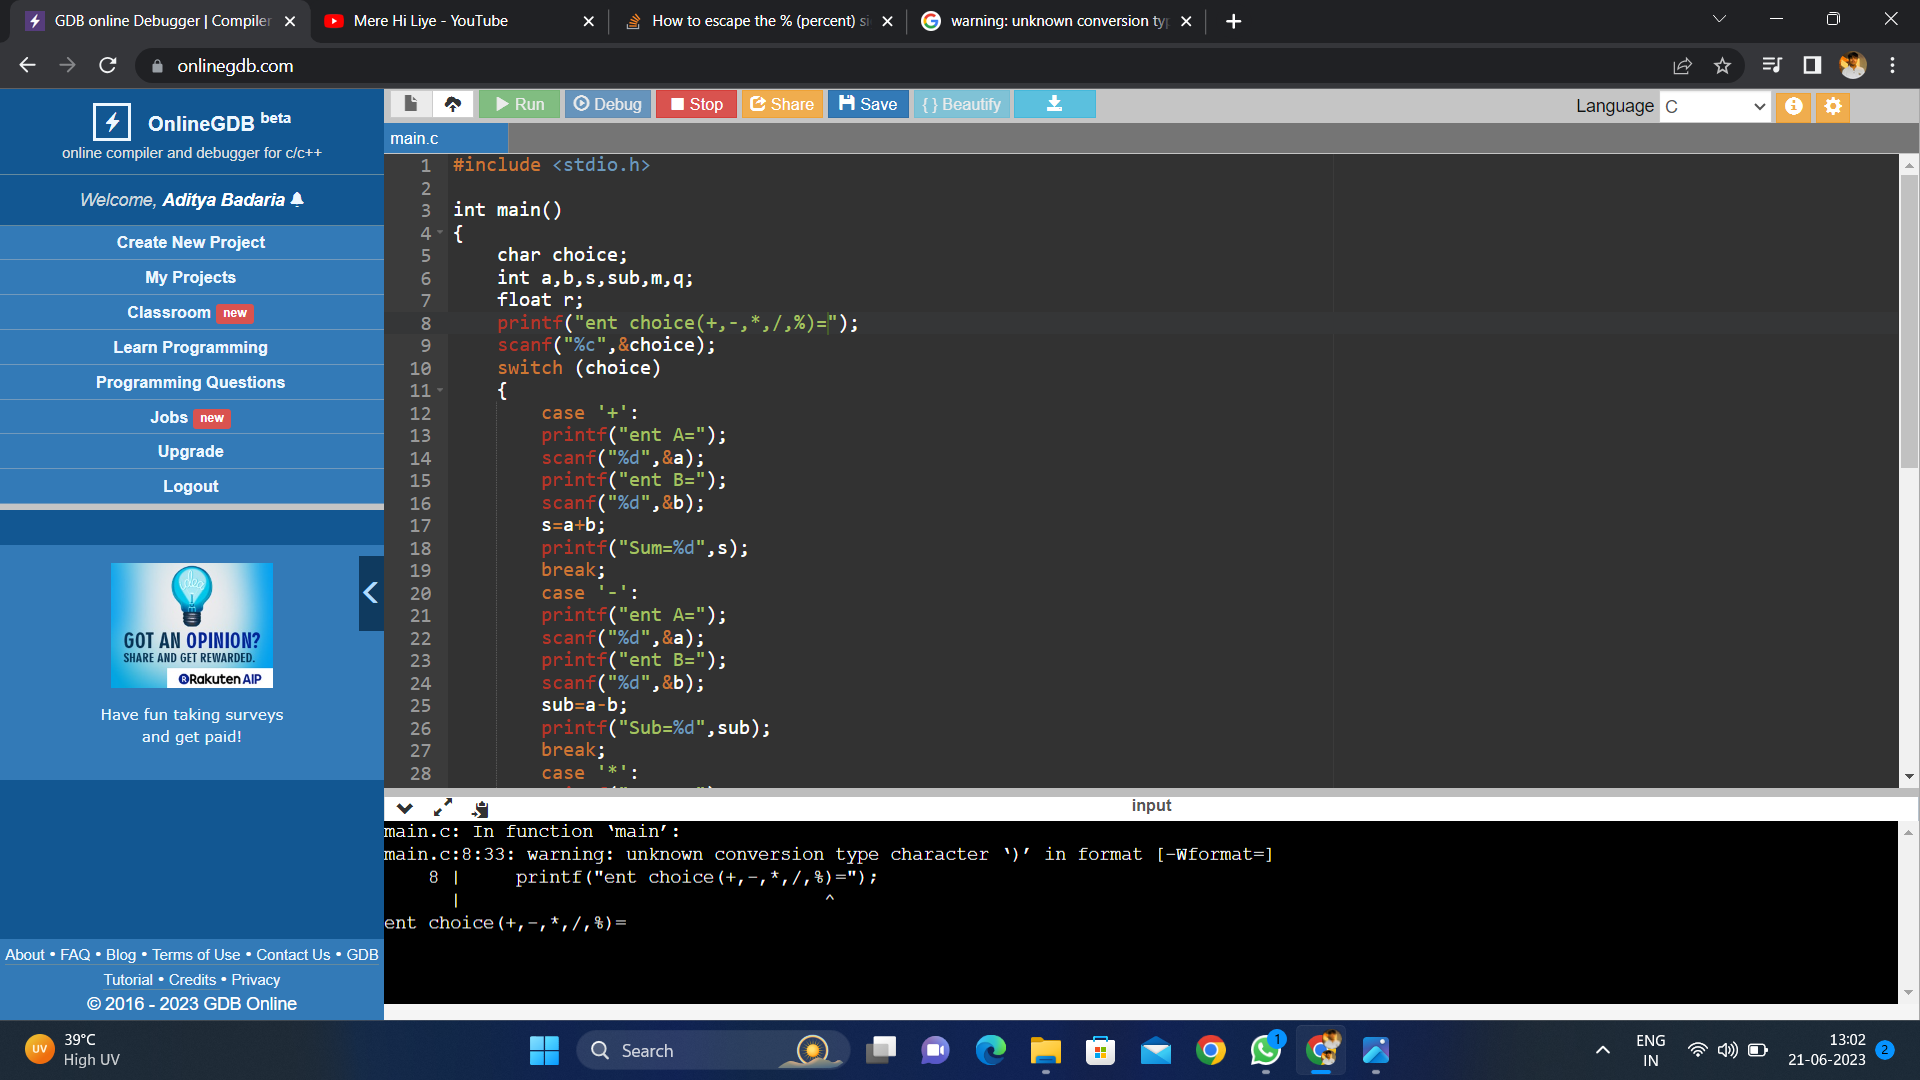 GDB online Debugger | Compiler
Mere Hi Liye - YouTube
How to escape the % (percent) si
warning: unknown conversion ty
onlinegdb.com
OnlineGDB beta
online compiler and debugger for c/c++
Welcome, Aditya Badaria
Create New Project
My Projects
Classroom new
Learn Programming
Programming Questions
Jobs new
Upgrade
Logout
GOT AN OPINION?
SHARE AND GET REWARDED.
Rakuten AIP
Have fun taking surveys
and get paid!
About • FAQ • Blog • Terms of Use • Contact Us • GDB
Tutorial • Credits • Privacy
© 2016 - 2023 GDB Online
Run Debug Stop Share Save { } Beautify
Language C
main.c
1 #include <stdio.h>
2
3 int main()
4 {
5 char choice;
6 int a,b,s,sub,m,q;
7 float r;
8 printf("ent choice(+,-,*,/,%)=");
9 scanf("%c",&choice);
10 switch (choice)
11 {
12 case '+':
13 printf("ent A=");
14 scanf("%d",&a);
15 printf("ent B=");
16 scanf("%d",&b);
17 s=a+b;
18 printf("Sum=%d",s);
19 break;
20 case '-':
21 printf("ent A=");
22 scanf("%d",&a);
23 printf("ent B=");
24 scanf("%d",&b);
25 sub=a-b;
26 printf("Sub=%d",sub);
27 break;
28 case '*':
input
main.c: In function ‘main’:
main.c:8:33: warning: unknown conversion type character ‘)’ in format [-Wformat=]
8 | printf("ent choice(+,-,*,/,%)=");
| ^
ent choice(+,-,*,/,%)=
UV
39°C
High UV
Search
1
ENG
IN
13:02
21-06-2023
2